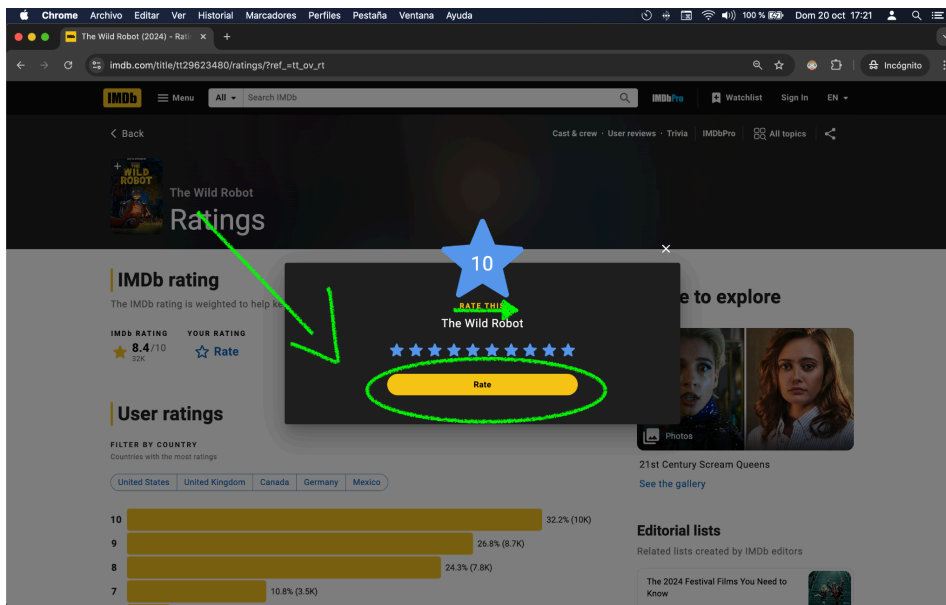 Chrome Archivo Editar Ver Historial Marcadores Perfiles Pestaña Ventana Ayuda 100 % Dom 20 oct 17:21
The Wild Robot (2024) - Rati
imdb.com/title/tt29623480/ratings/?ref_=tt_ov_rt Incógnito
IMDb Menu All Search IMDb IMDbPro Watchlist Sign In EN
Back Cast & crew · User reviews · Trivia IMDbPro All topics
THE WILD ROBOT
The Wild Robot
Ratings
10
IMDb rating
The IMDb rating is weighted to help
RATE THIS
to explore
The Wild Robot
IMDb RATING YOUR RATING
8.4/10 Rate
32K
Rate
User ratings
Photos
FILTER BY COUNTRY
Countries with the most ratings
21st Century Scream Queens
United States United Kingdom Canada Germany Mexico
See the gallery
10 32.2% (10K)
9 26.8% (8.7K)
8 24.3% (7.8K)
7 10.8% (3.5K)
Editorial lists
Related lists created by IMDb editors
The 2024 Festival Films You Need to
Know